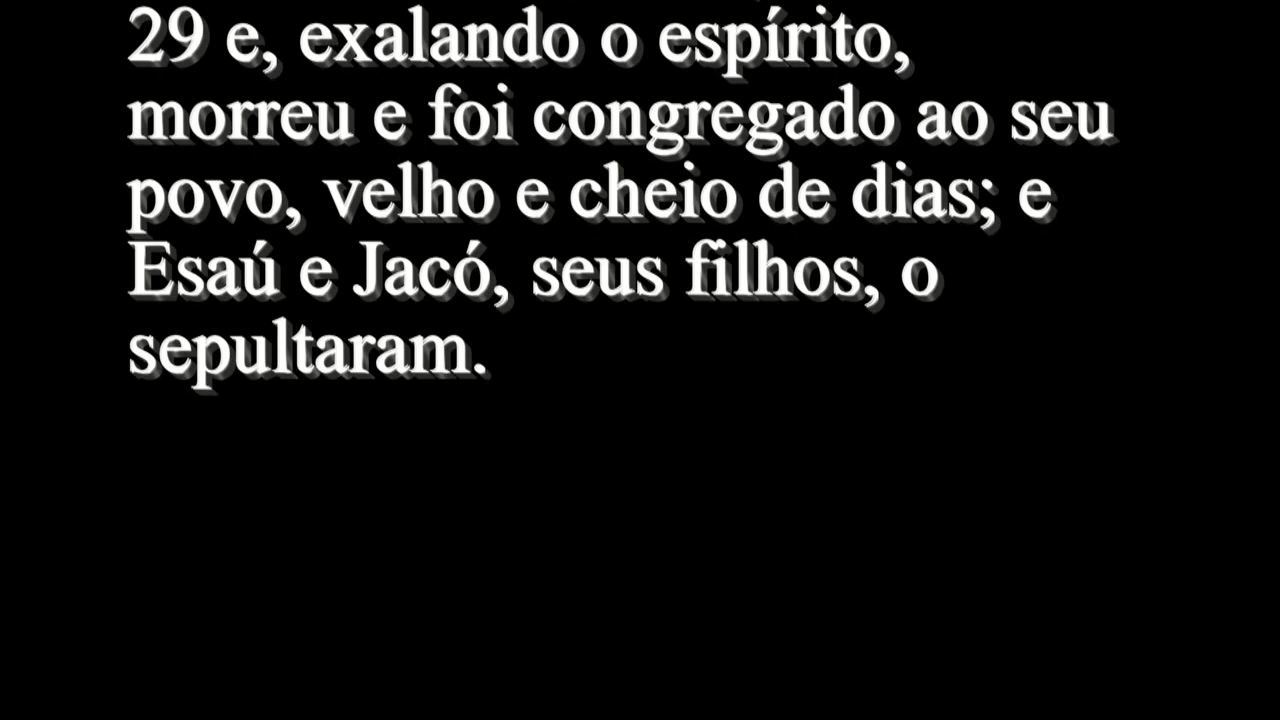 29 e, exalando o espírito,
morreu e foi congregado ao seu
povo, velho e cheio de dias; e
Esaú e Jacó, seus filhos, o
sepultaram.